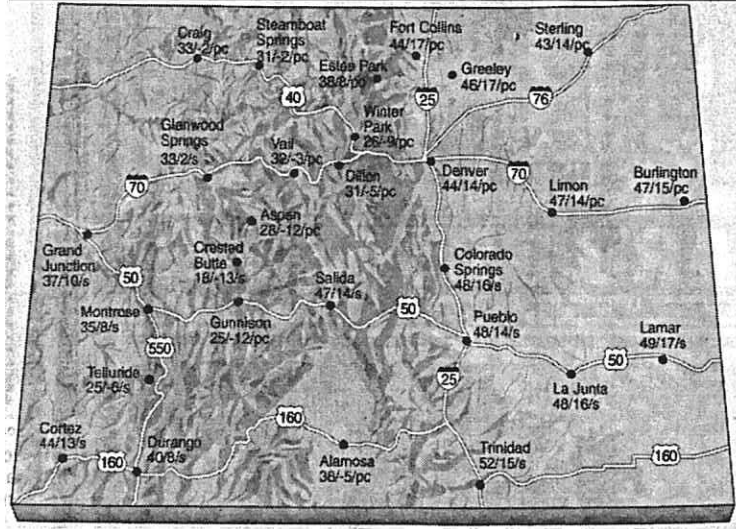 Craig
33/-2/pc
Steamboat
Springs
31/-2/pc
Fort Collins
44/17/pc
Sterling
43/14/pc
Estes Park
38/8/pc
Greeley
46/17/pc
40
25
76
Winter
Park
26/-9/pc
Glenwood
Springs
33/2/s
Vail
32/-3/pc
Dillon
31/-5/pc
Denver
44/14/pc
70
70
Limon
47/14/pc
Burlington
47/15/pc
Aspen
28/-12/pc
Grand
Junction
37/10/s
Crested
Butte
18/-13/s
Colorado
Springs
48/16/s
50
Salida
47/14/s
Montrose
35/8/s
Gunnison
25/-12/pc
50
Pueblo
48/14/s
Lamar
49/17/s
550
50
Telluride
25/-6/s
25
La Junta
48/16/s
Cortez
44/13/s
160
160
Durango
40/8/s
Alamosa
36/-5/pc
Trinidad
52/15/s
160